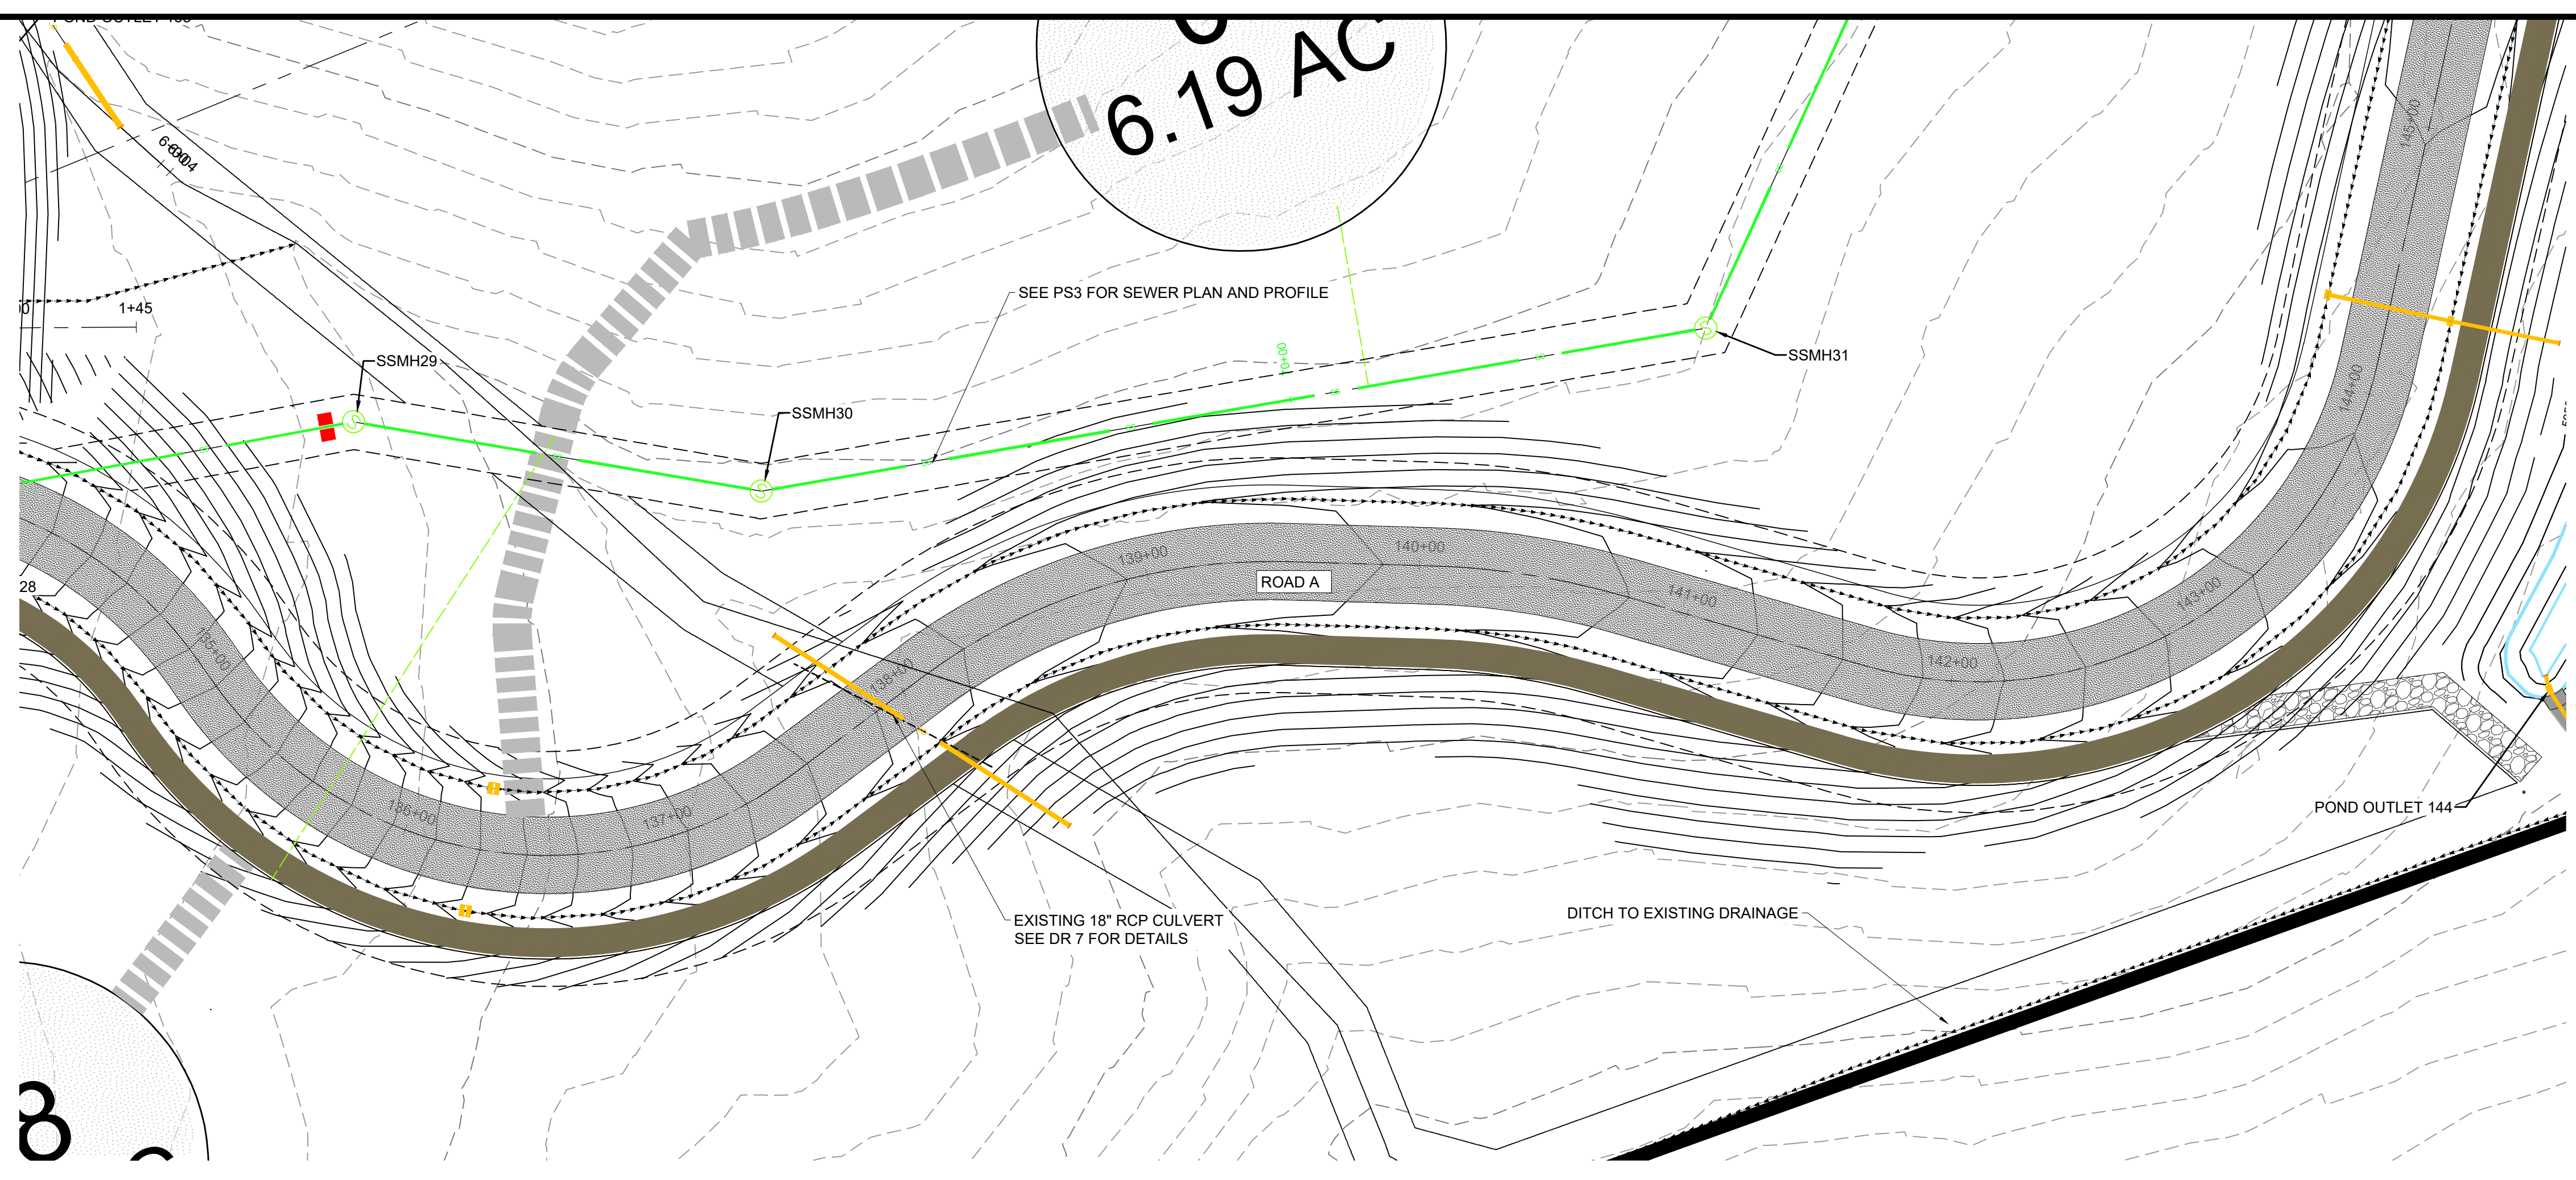 6.19 AC
145+00
SEE PS3 FOR SEWER PLAN AND PROFILE
1+45
SSMH29
SSMH30
SSMH31
144+00
139+00
140+00
ROAD A
141+00
143+00
28
135+00
142+00
138+00
136+00
137+00
POND OUTLET 144
EXISTING 18" RCP CULVERT
SEE DR 7 FOR DETAILS
DITCH TO EXISTING DRAINAGE
8